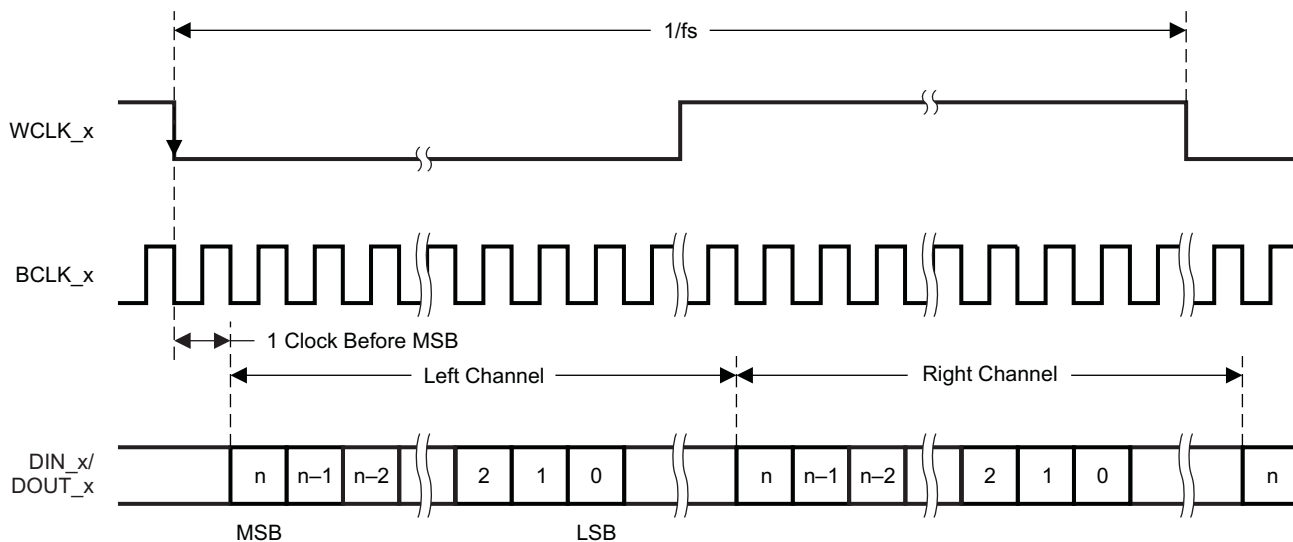 1/fs
WCLK_x
BCLK_x
1 Clock Before MSB
Left Channel
Right Channel
DIN_x/
DOUT_x
n n–1 n–2 2 1 0 n n–1 n–2 2 1 0 n
MSB LSB